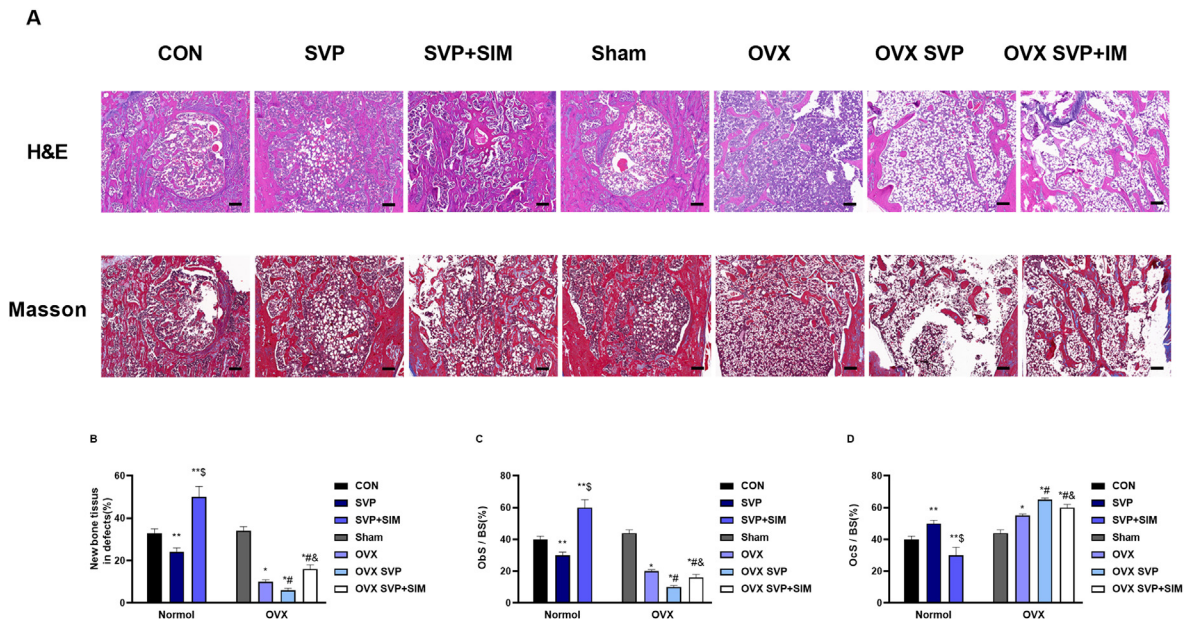 A
CON SVP SVP+SIM Sham OVX OVX SVP OVX SVP+IM
H&E
Masson
B
New bone tissus
in defects(%)
60
40
20
0
**
**$
*
*#
*#&
Normol OVX
CON
SVP
SVP+SIM
Sham
OVX
OVX SVP
OVX SVP+SIM
C
ObS / BS(%)
80
60
40
20
0
**
**$
*
*#
*#&
Normol OVX
CON
SVP
SVP+SIM
Sham
OVX
OVX SVP
OVX SVP+SIM
D
OcS / BS(%)
80
60
40
20
0
**
**$
*
*#
*#&
Normol OVX
CON
SVP
SVP+SIM
Sham
OVX
OVX SVP
OVX SVP+SIM